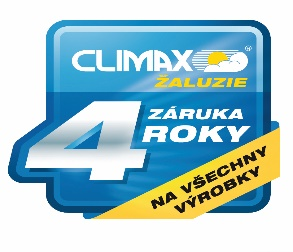 CLIMAX®
ŽALUZIE
4 ZÁRUKA
ROKY
NA VŠECHNY
VÝROBKY